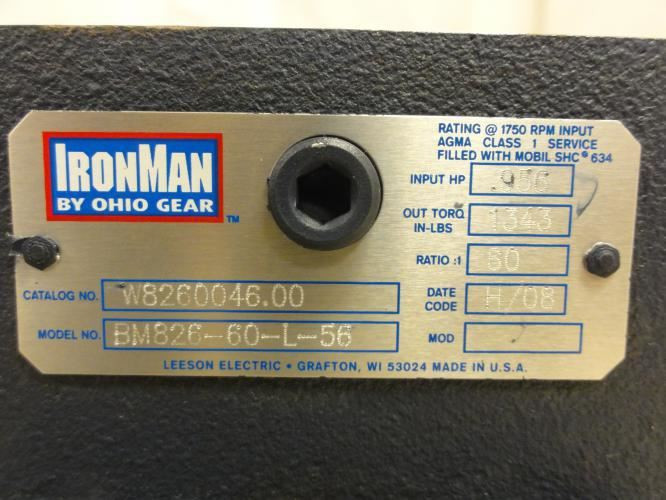 IRONMAN
BY OHIO GEAR
™
RATING @ 1750 RPM INPUT
AGMA CLASS 1 SERVICE
FILLED WITH MOBIL SHC® 634
INPUT HP .956
OUT TORQ IN-LBS 1343
RATIO :1 60
CATALOG NO. W8260046.00
DATE CODE H/08
MODEL NO. BM826-60-L-56
MOD
LEESON ELECTRIC • GRAFTON, WI 53024 MADE IN U.S.A.